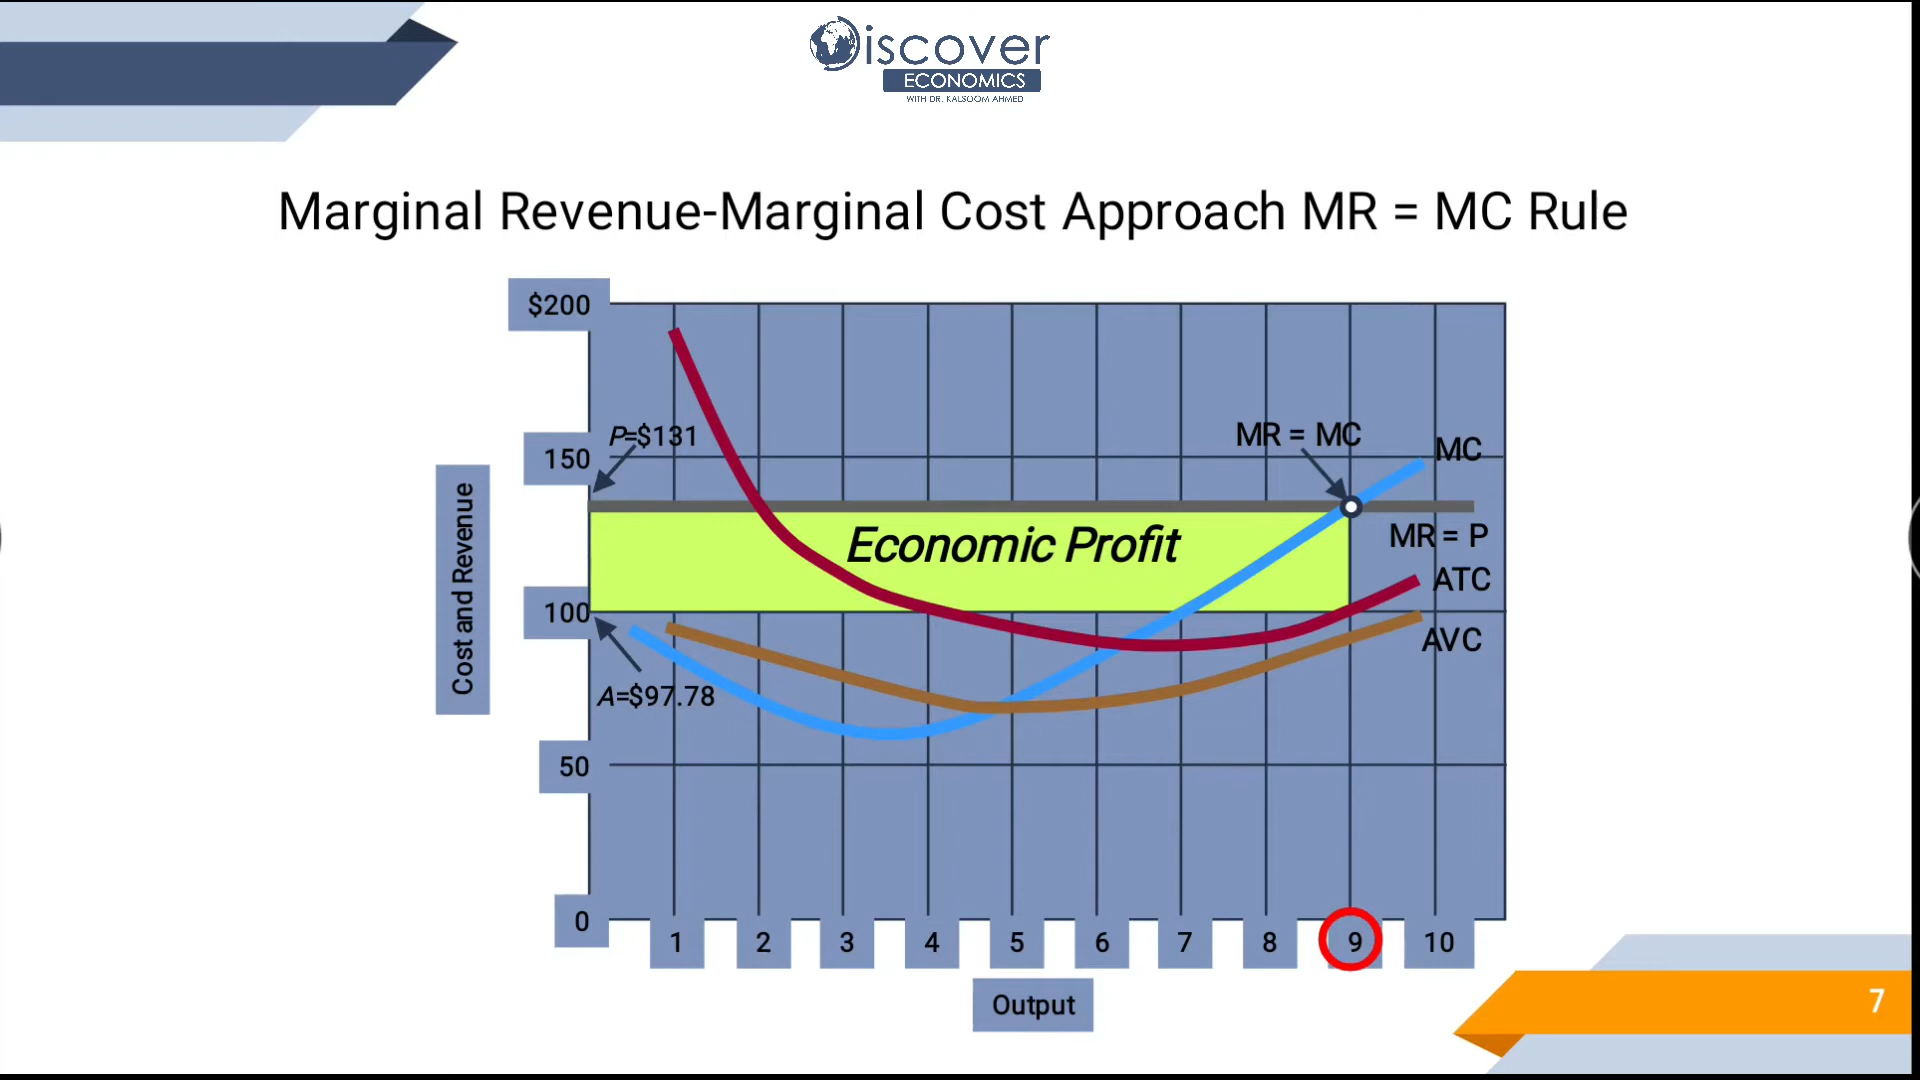 Discover
ECONOMICS
WITH DR. KALSOOM AHMED
Marginal Revenue-Marginal Cost Approach MR = MC Rule
$200
P=$131
MR = MC
MC
150
Economic Profit
MR = P
ATC
100
AVC
A=$97.78
Cost and Revenue
50
0
1 2 3 4 5 6 7 8 9 10
Output
7